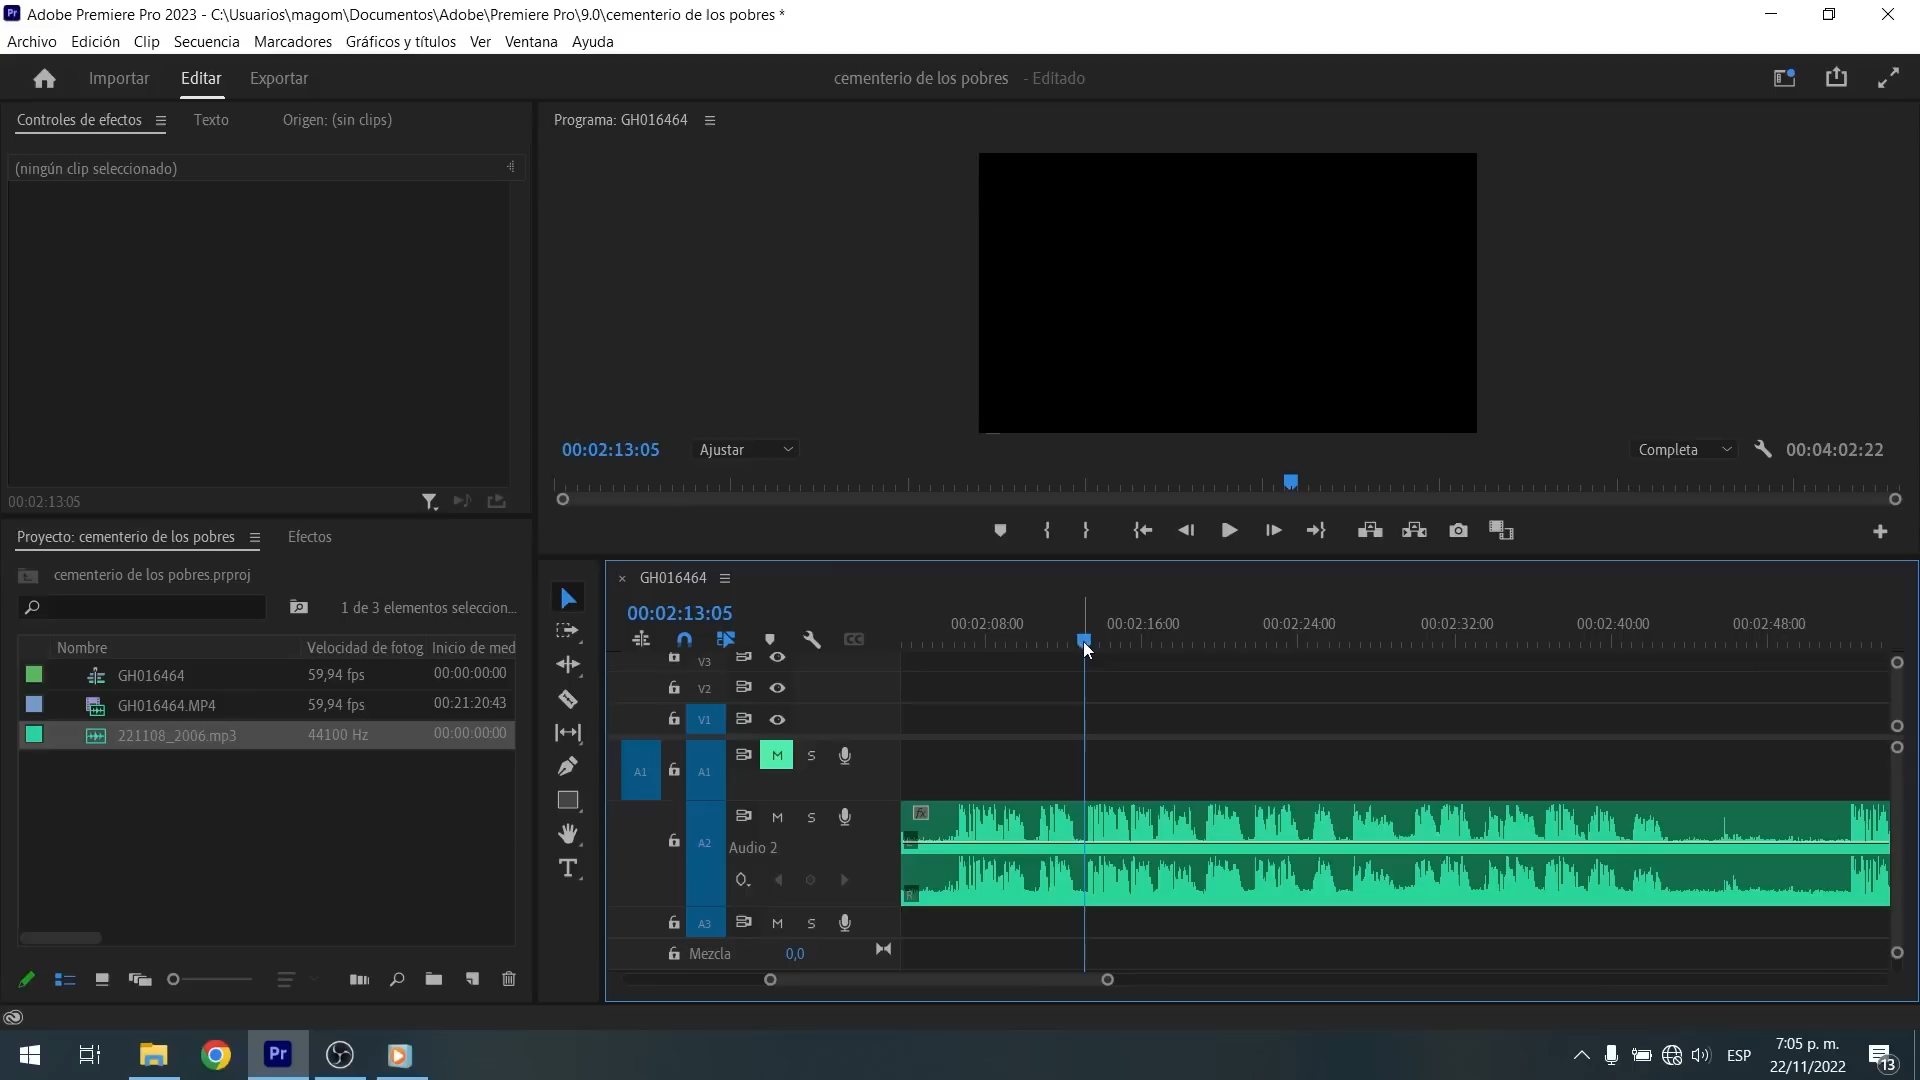 Pr Adobe Premiere Pro 2023 - C:\Usuarios\magom\Documentos\Adobe\Premiere Pro\9.0\cementerio de los pobres *
Archivo Edición Clip Secuencia Marcadores Gráficos y títulos Ver Ventana Ayuda
Importar Editar Exportar cementerio de los pobres - Editado
Controles de efectos Texto Origen: (sin clips) Programa: GH016464
(ningún clip seleccionado)
00:02:13:05 Ajustar Completa 00:04:02:22
00:02:13:05
Proyecto: cementerio de los pobres Efectos
cementerio de los pobres.prproj
1 de 3 elementos seleccion...
GH016464
00:02:13:05
00:02:08:00 00:02:16:00 00:02:24:00 00:02:32:00 00:02:40:00 00:02:48:00
CC
Nombre Velocidad de fotog Inicio de med
GH016464 59,94 fps 00:00:00:00
GH016464.MP4 59,94 fps 00:21:20:43
221108_2006.mp3 44100 Hz 00:00:00:00
V3
V2
V1
A1 A1 M S
A2 M S
Audio 2
fx
A3 M S
Mezcla 0,0
T
Pr
ESP
7:05 p. m.
22/11/2022
13